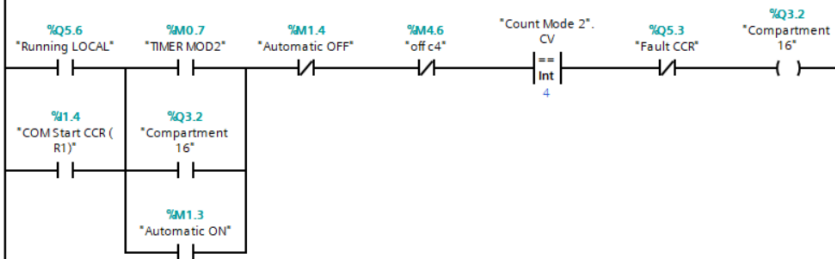 %Q5.6
"Running LOCAL"
%M0.7
"TIMER MOD2"
%M1.4
"Automatic OFF"
%M4.6
"off c4"
"Count Mode 2".
CV
==
Int
4
%Q5.3
"Fault CCR"
%Q3.2
"Compartment
16"
%I1.4
"COM Start CCR (
R1)"
%Q3.2
"Compartment
16"
%M1.3
"Automatic ON"